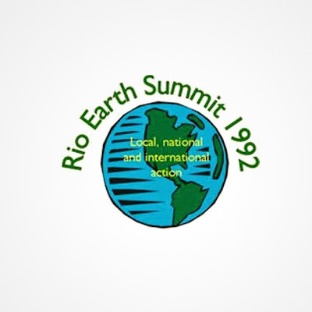 Rio Earth Summit 1992
Local, national
and international
action